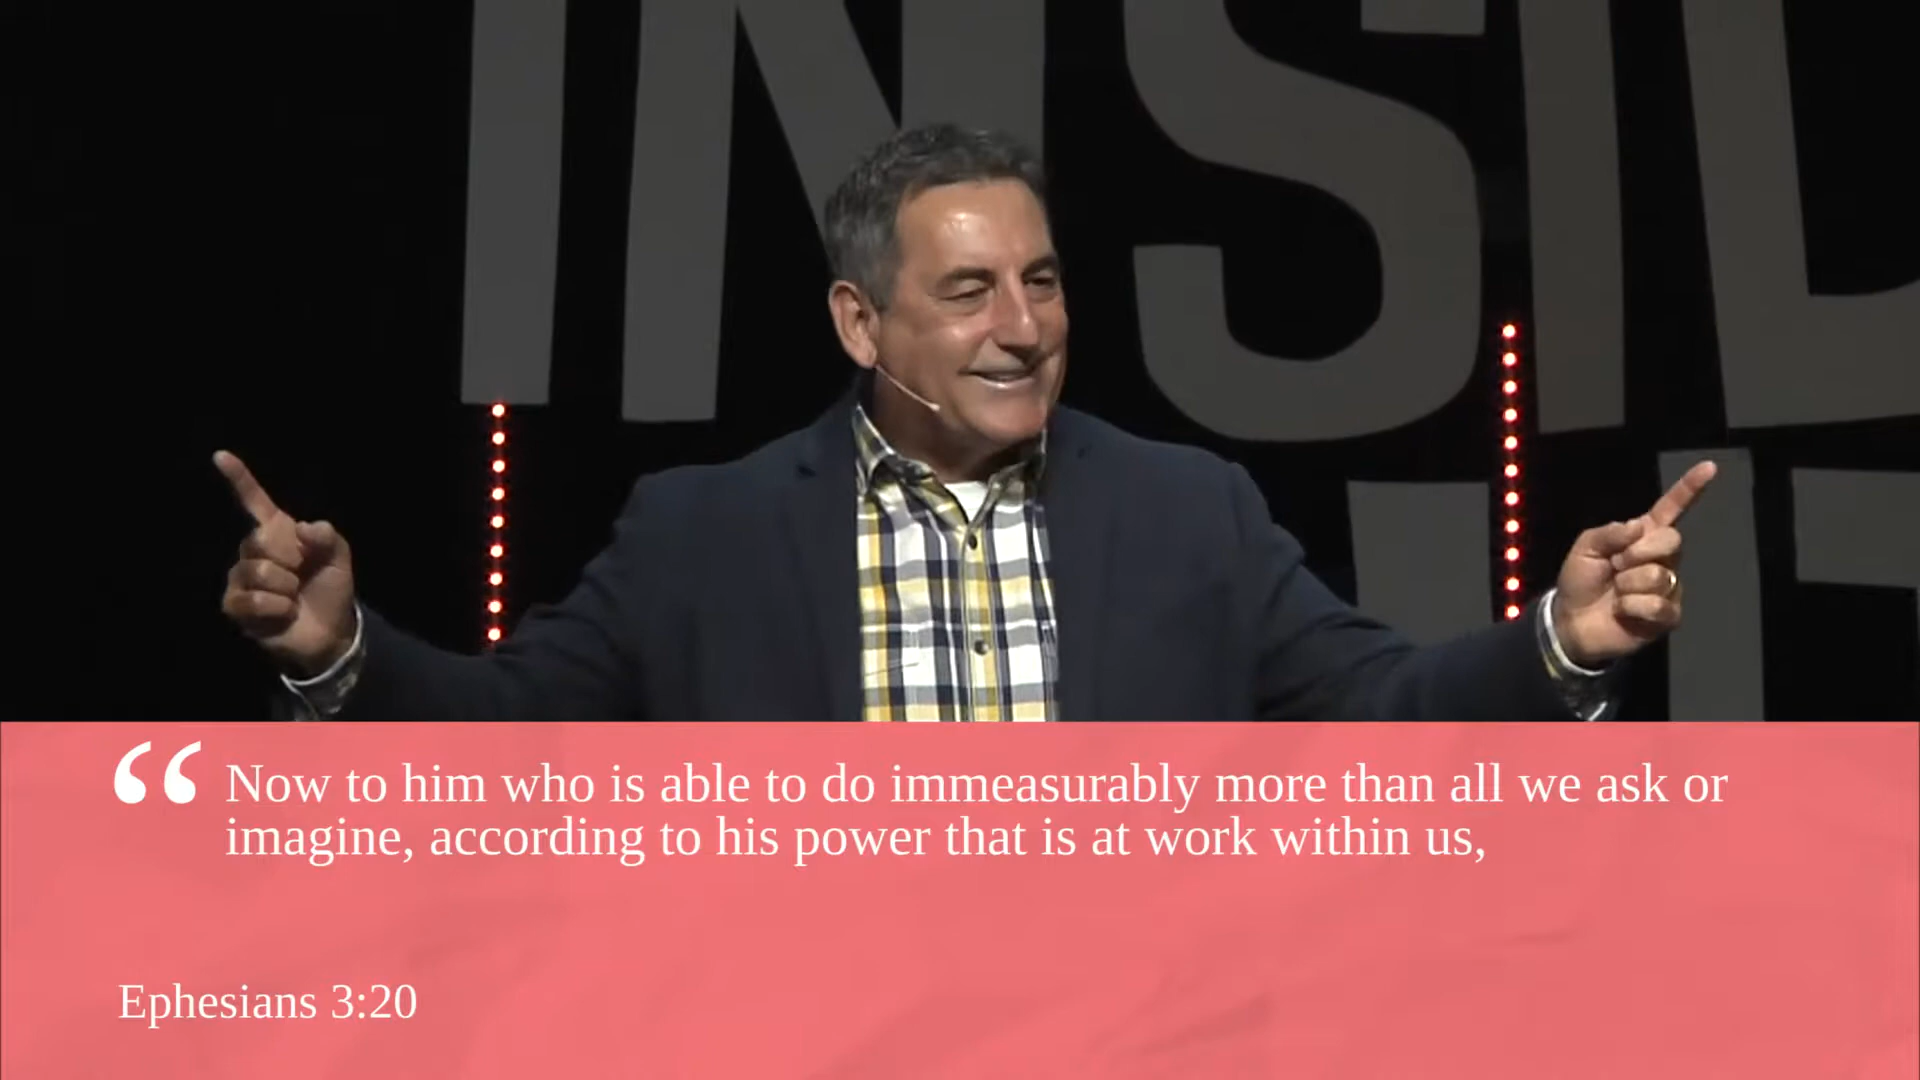 INSID
“Now to him who is able to do immeasurably more than all we ask or
imagine, according to his power that is at work within us,
Ephesians 3:20